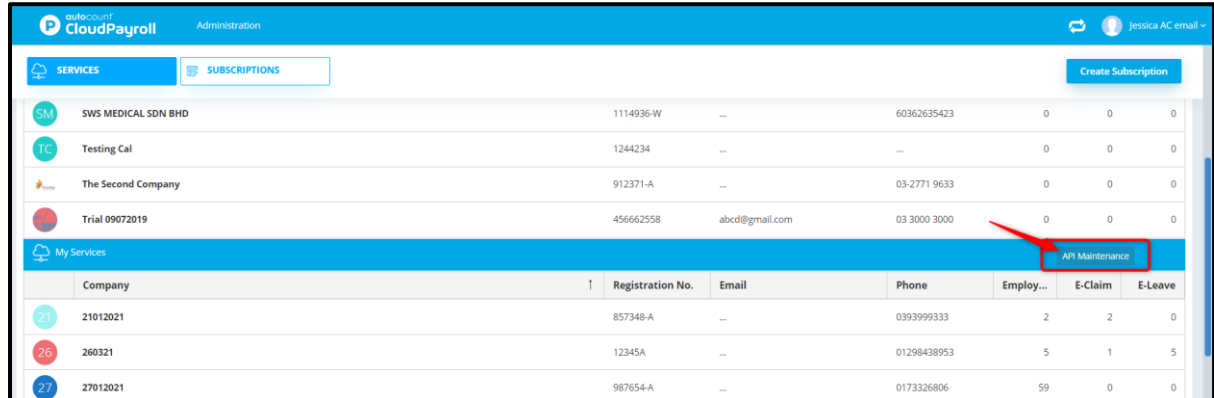 autocount
CloudPayroll Administration Jessica AC email
SERVICES SUBSCRIPTIONS Create Subscription
SM SWS MEDICAL SDN BHD 1114936-W ... 60362635423 0 0 0
TC Testing Cal 1244234 ... ... 0 0 0
The Second Company 912371-A ... 03-2771 9633 0 0 0
Trial 09072019 456662558 abcd@gmail.com 03 3000 3000 0 0 0
My Services API Maintenance
Company ↑ Registration No. Email Phone Employ... E-Claim E-Leave
21 21012021 857348-A ... 0393999333 2 2 0
26 260321 12345A ... 01298438953 5 1 5
27 27012021 987654-A ... 0173326806 59 0 0